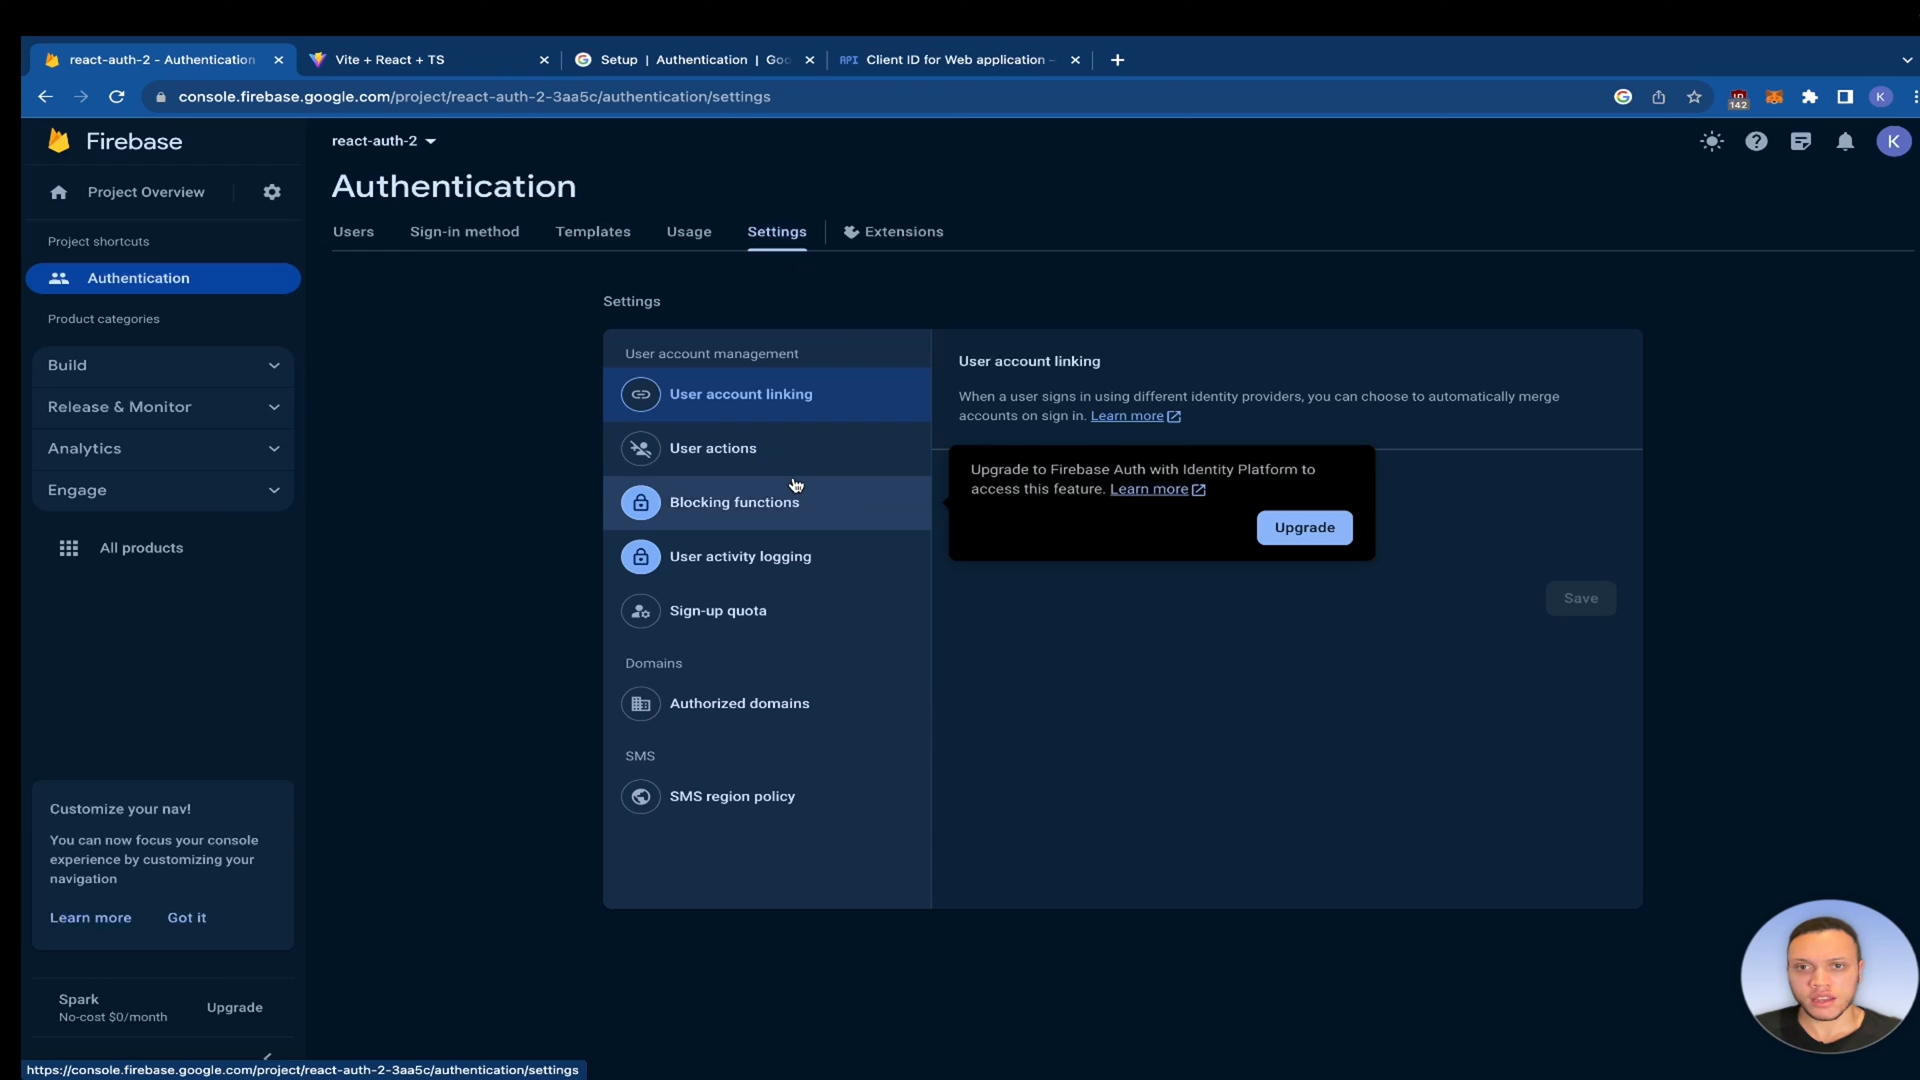 react-auth-2 - Authentication
Vite + React + TS
Setup | Authentication | Goo
API Client ID for Web application -
console.firebase.google.com/project/react-auth-2-3aa5c/authentication/settings
142
K
Firebase
react-auth-2
K
Project Overview
Authentication
Users
Sign-in method
Templates
Usage
Settings
Extensions
Project shortcuts
Authentication
Product categories
Build
Release & Monitor
Analytics
Engage
All products
Settings
User account management
User account linking
User actions
Blocking functions
User activity logging
Sign-up quota
Domains
Authorized domains
SMS
SMS region policy
User account linking
When a user signs in using different identity providers, you can choose to automatically merge
accounts on sign in. Learn more
Upgrade to Firebase Auth with Identity Platform to
access this feature. Learn more
Upgrade
Save
Customize your nav!
You can now focus your console
experience by customizing your
navigation
Learn more
Got it
Spark
No-cost $0/month
Upgrade
https://console.firebase.google.com/project/react-auth-2-3aa5c/authentication/settings